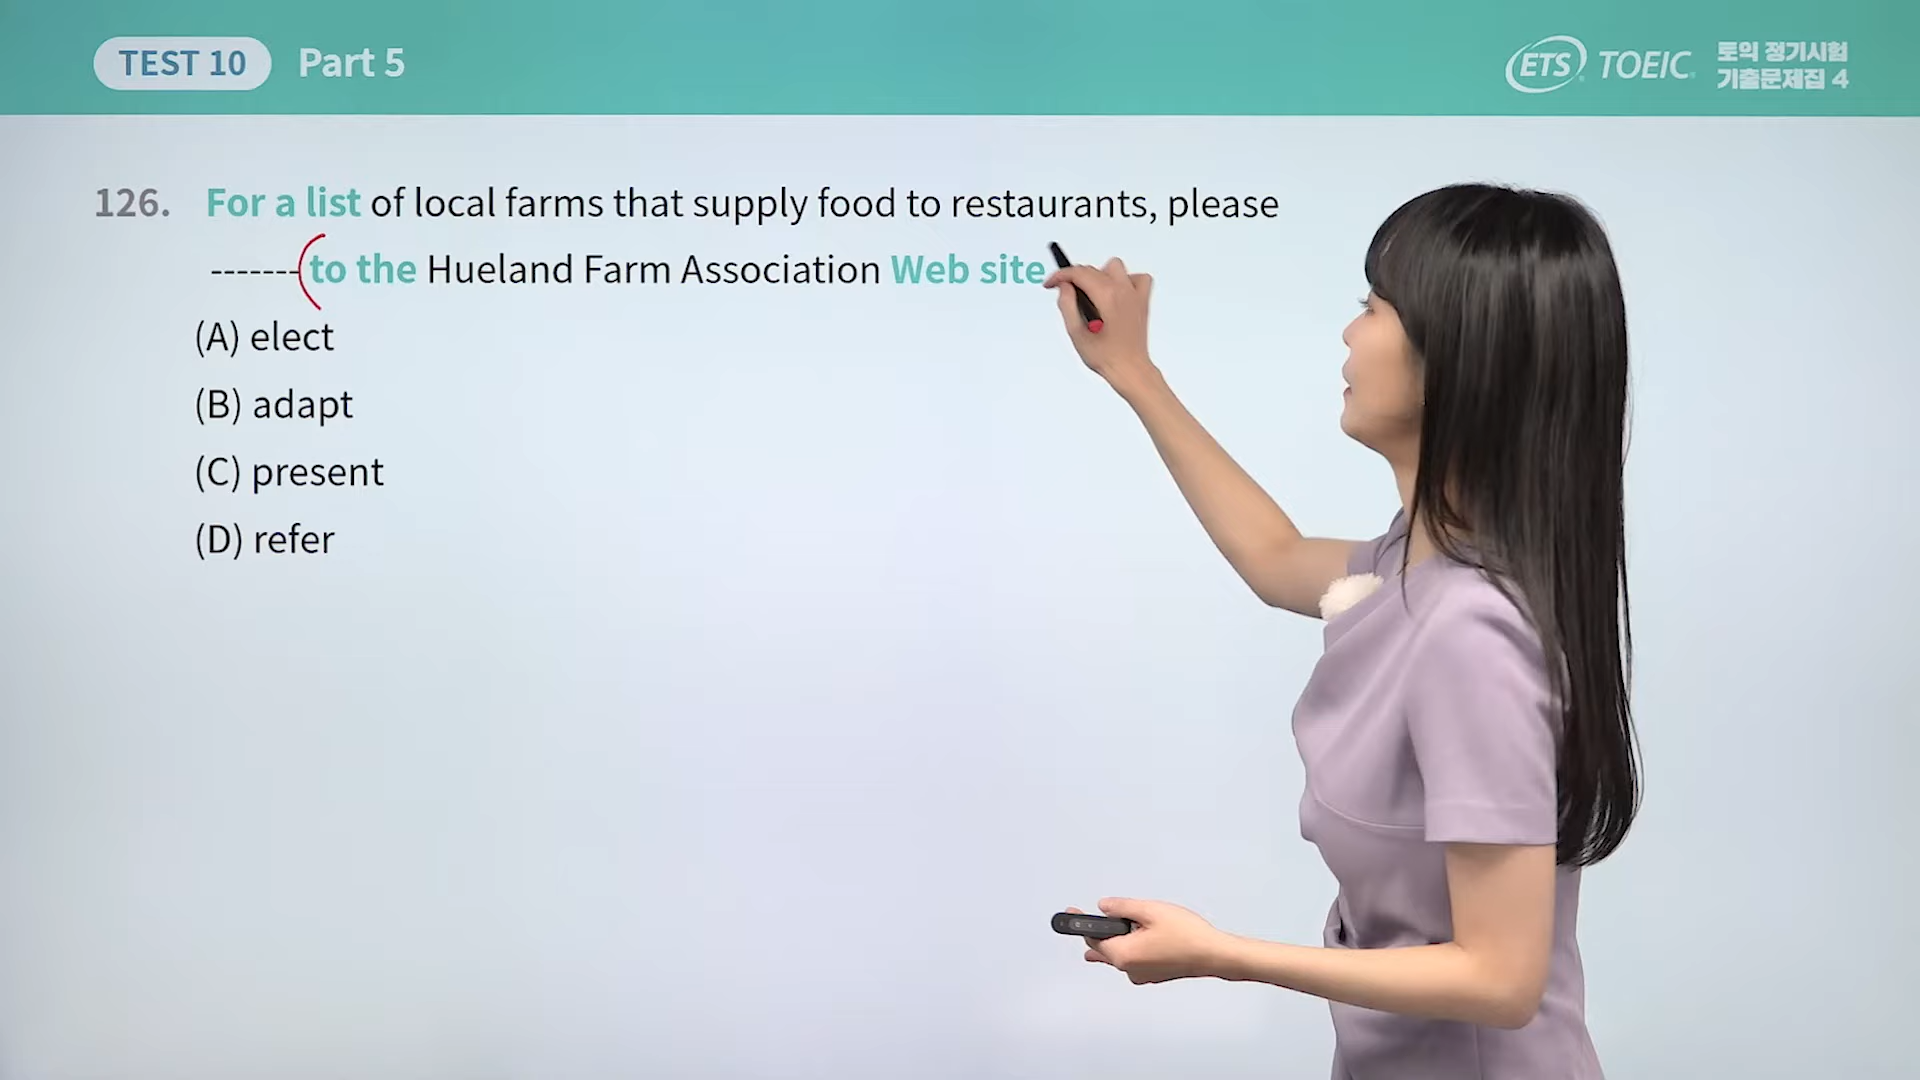 TEST 10 Part 5
ETS TOEIC 토익 정기시험
기출문제집 4
126. For a list of local farms that supply food to restaurants, please
------- to the Hueland Farm Association Web site
(A) elect
(B) adapt
(C) present
(D) refer